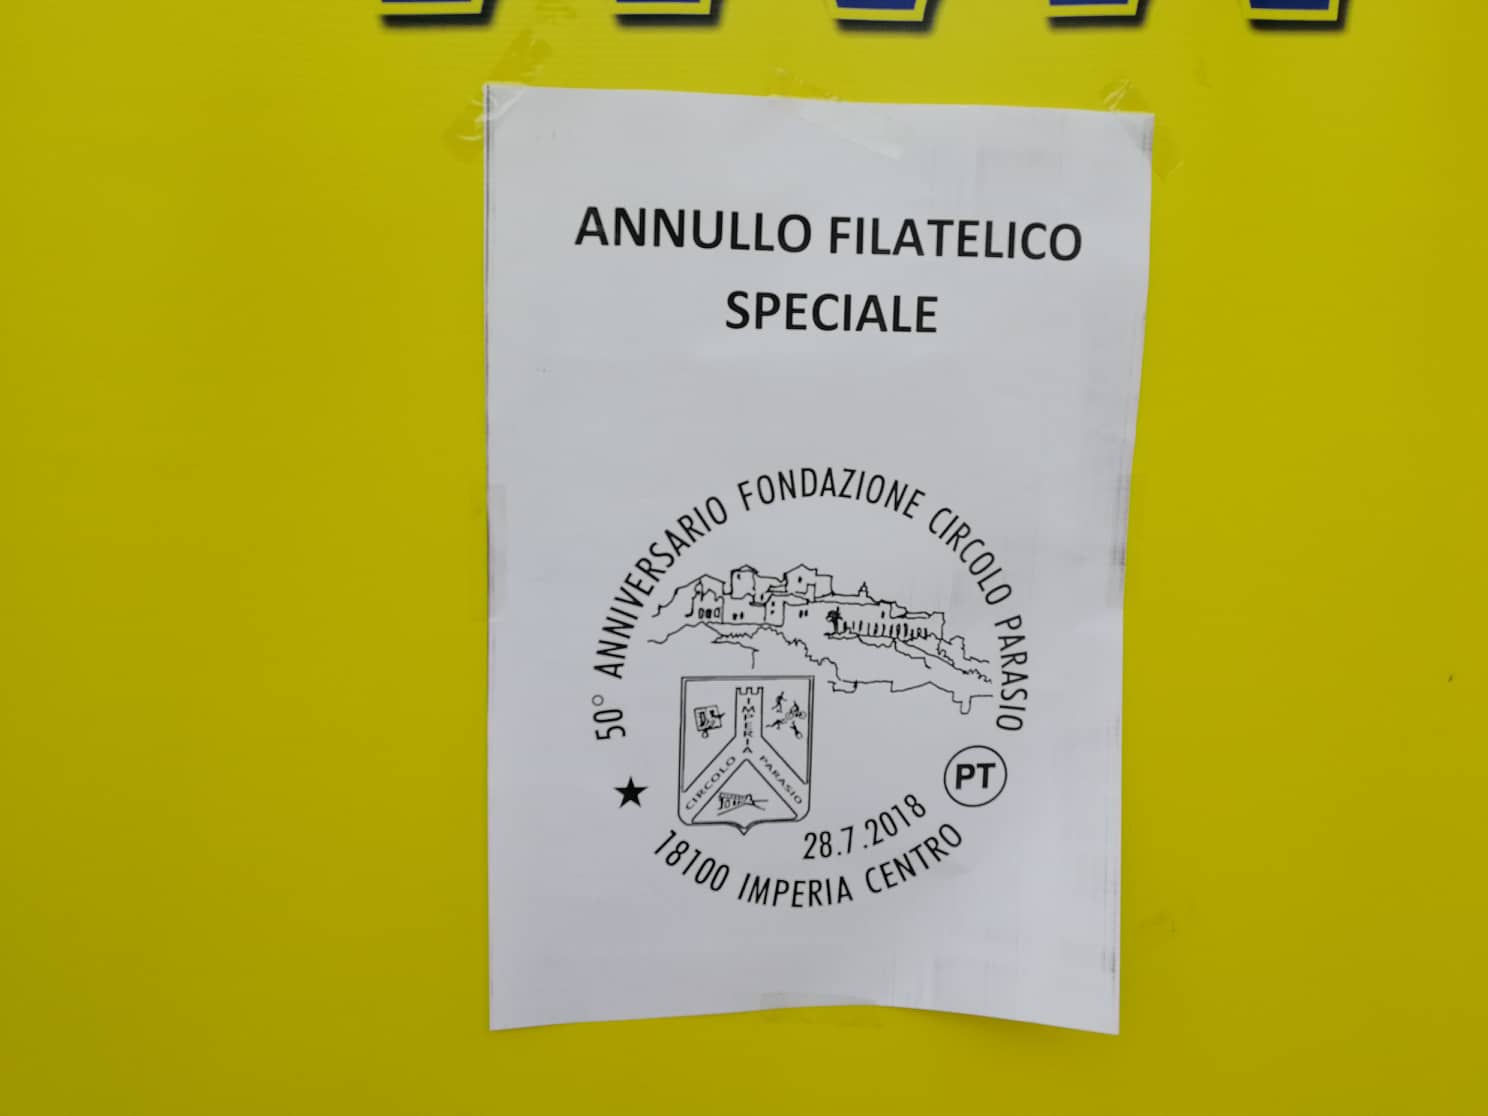 ANNULLO FILATELICO
SPECIALE
50° ANNIVERSARIO FONDAZIONE CIRCOLO PARASIO
IMPERIA
CIRCOLO PARASIO
PT
28.7.2018
18100 IMPERIA CENTRO